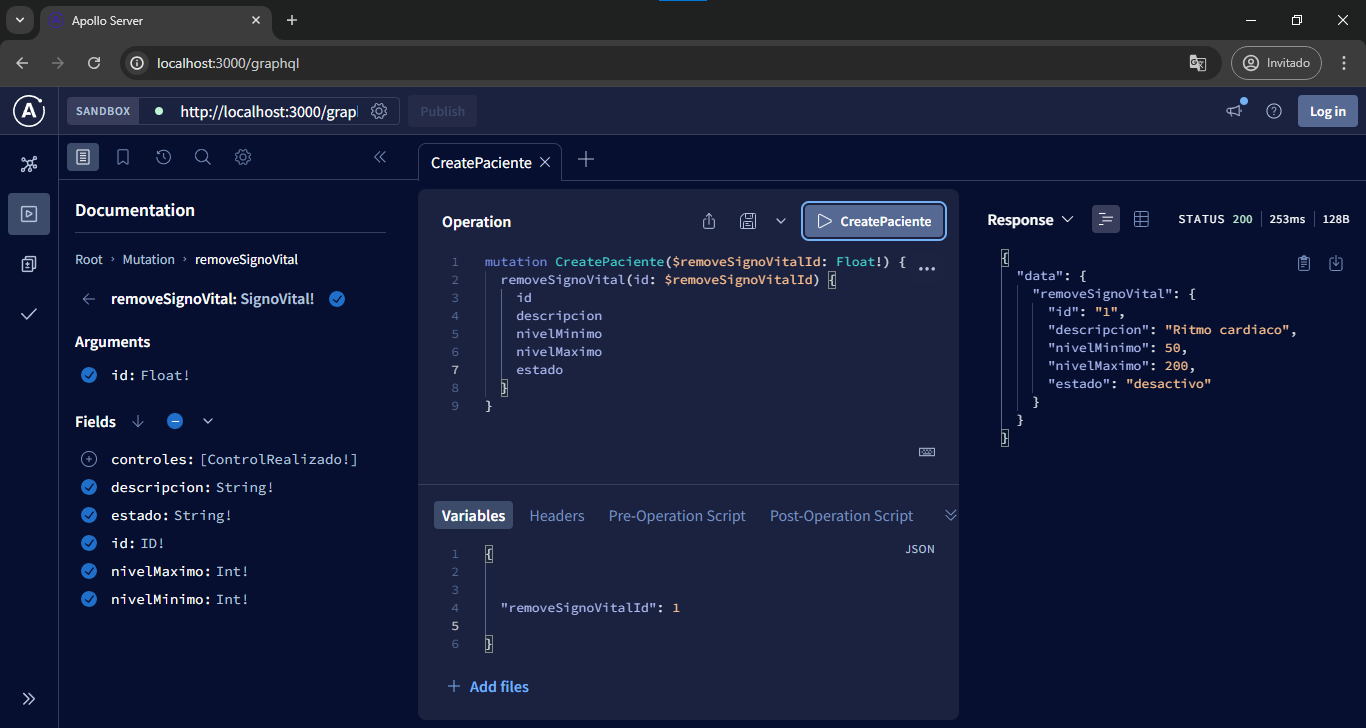 Apollo Server
localhost:3000/graphql
Invitado
SANDBOX
http://localhost:3000/grap
Publish
Log in
Documentation
Root › Mutation › removeSignoVital
removeSignoVital: SignoVital!
Arguments
id: Float!
Fields
controles: [ControlRealizado!]
descripcion: String!
estado: String!
id: ID!
nivelMaximo: Int!
nivelMinimo: Int!
CreatePaciente
Operation
CreatePaciente
1 mutation CreatePaciente($removeSignoVitalId: Float!) {
2 removeSignoVital(id: $removeSignoVitalId) {
3 id
4 descripcion
5 nivelMinimo
6 nivelMaximo
7 estado
8 }
9 }
Variables
Headers
Pre-Operation Script
Post-Operation Script
JSON
1 {
2
3
4 "removeSignoVitalId": 1
5
6 }
Add files
Response
STATUS 200
253ms
128B
{
"data": {
"removeSignoVital": {
"id": "1",
"descripcion": "Ritmo cardiaco",
"nivelMinimo": 50,
"nivelMaximo": 200,
"estado": "desactivo"
}
}
}